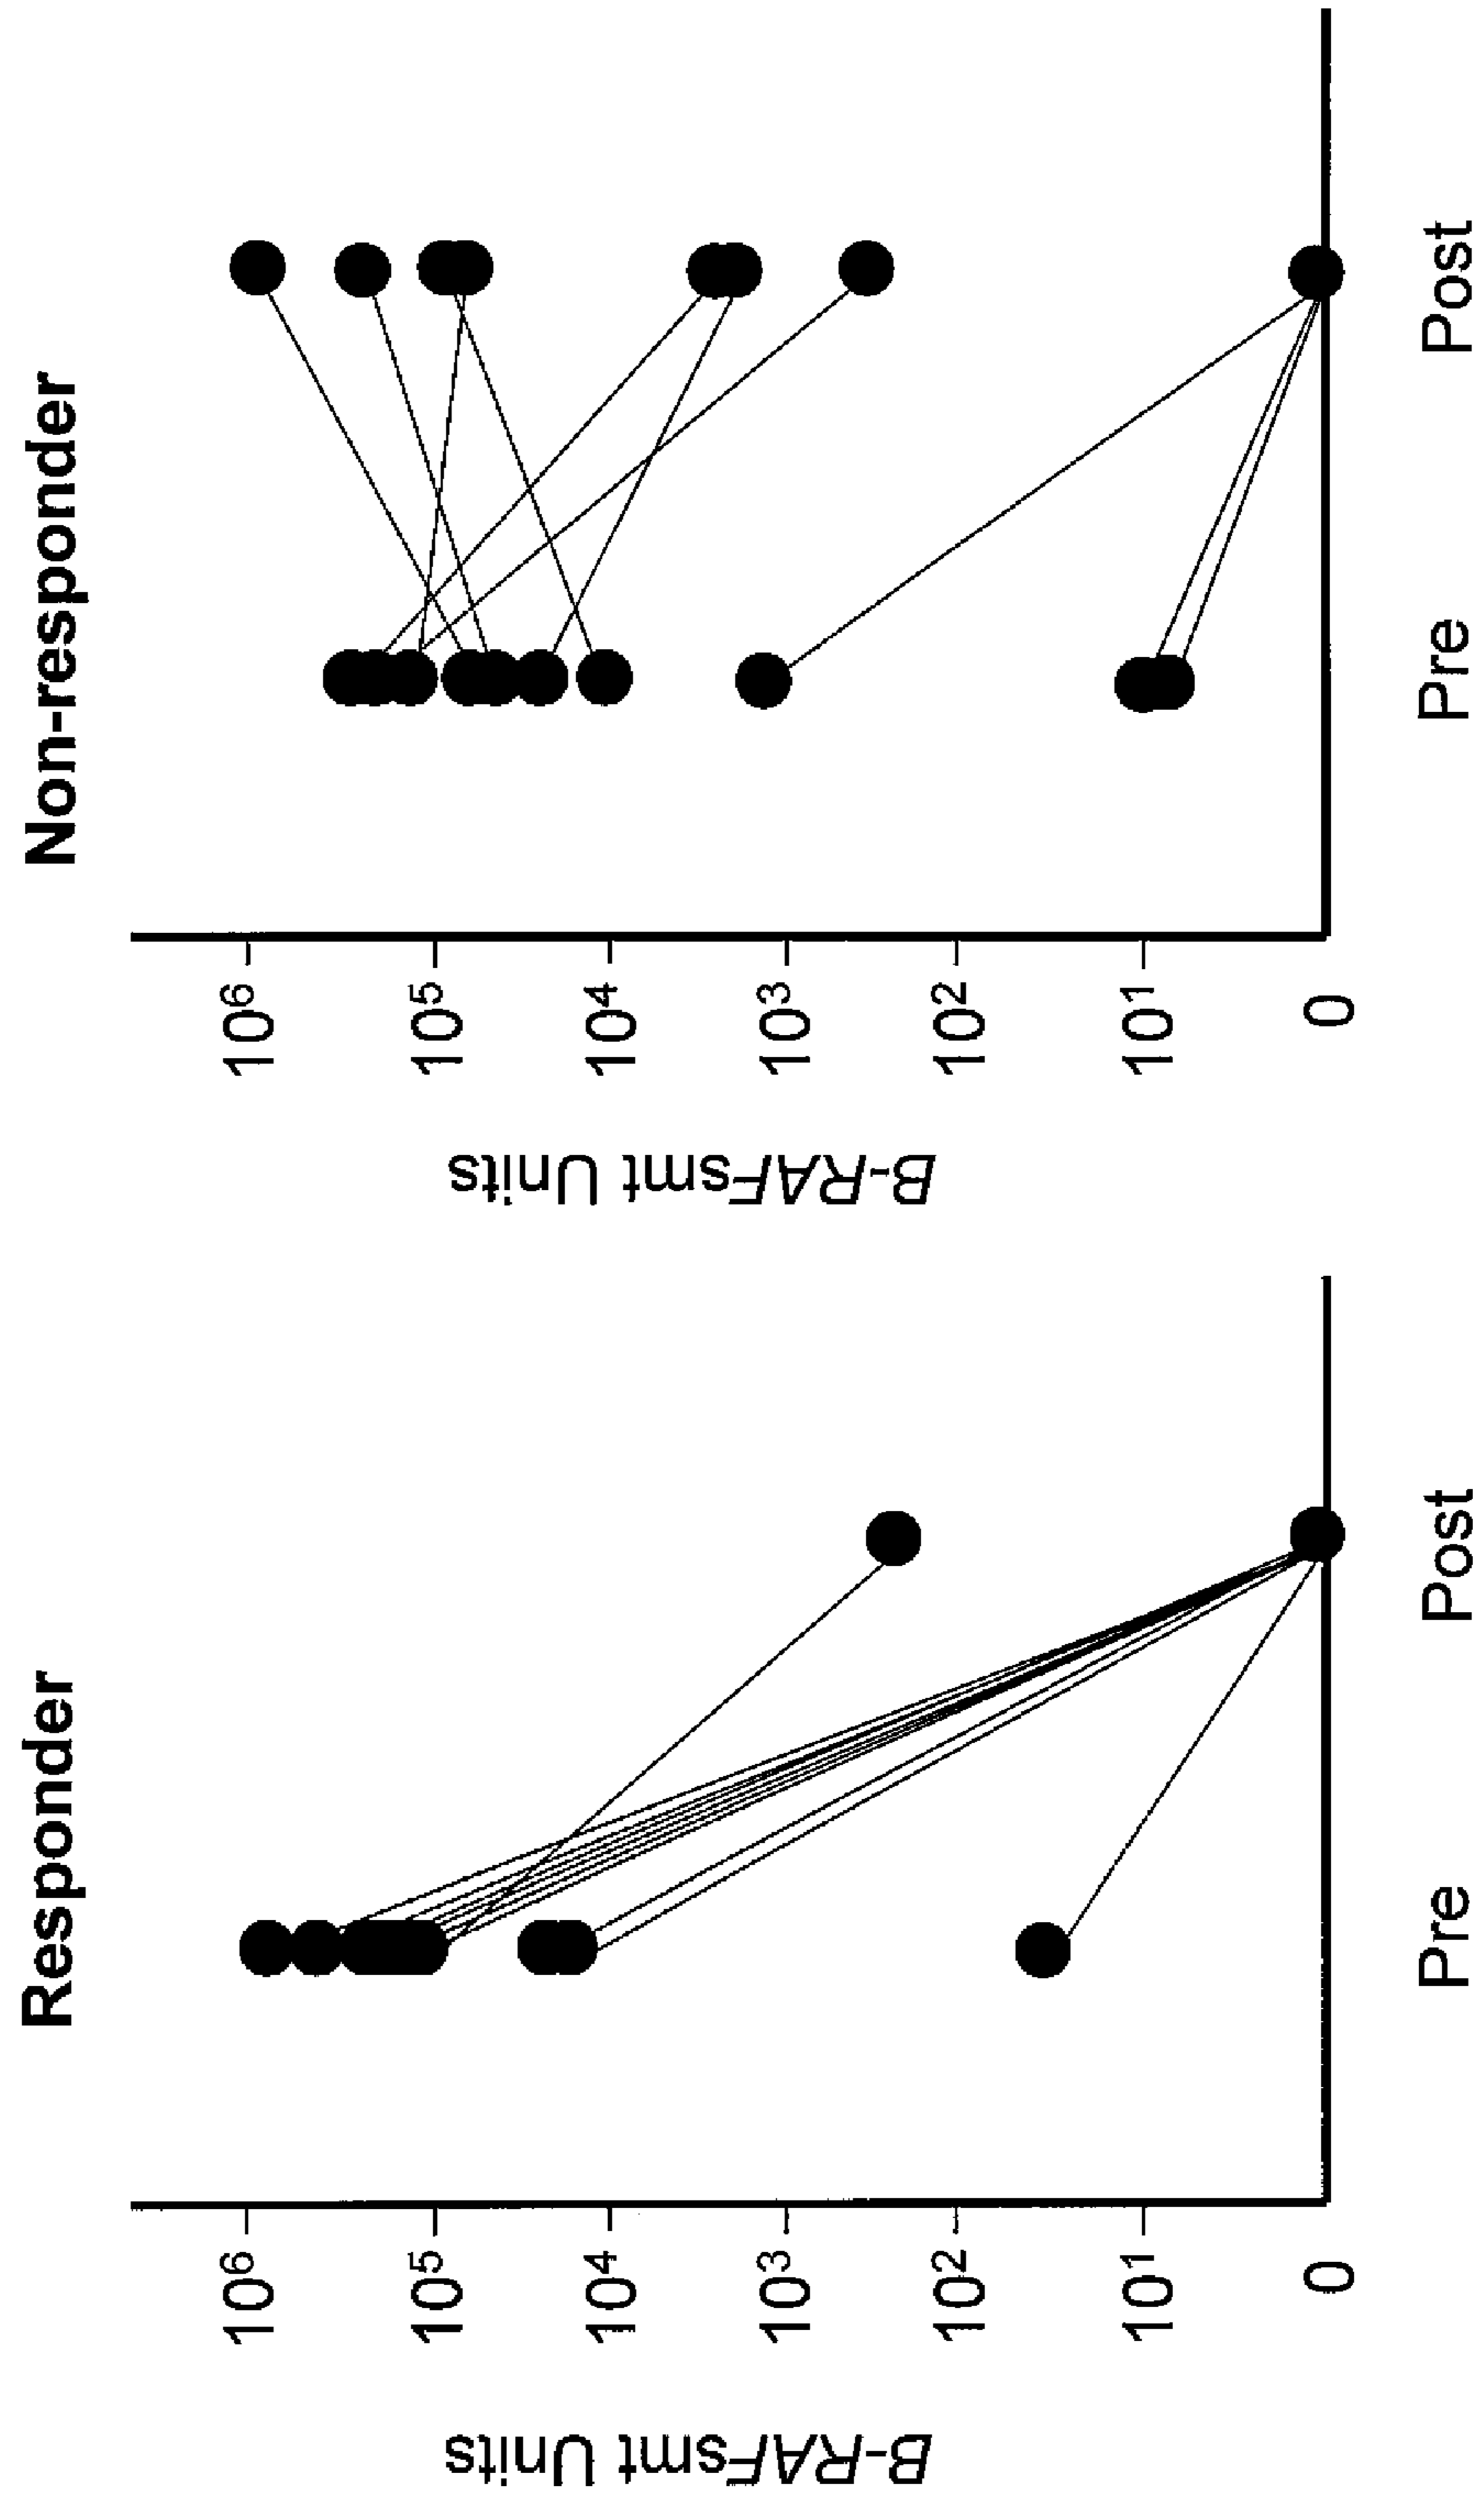 Responder
B-RAFsmt Units
10⁶
10⁵
10⁴
10³
10²
10¹
0
Pre
Post
Non-responder
B-RAFsmt Units
10⁶
10⁵
10⁴
10³
10²
10¹
0
Pre
Post